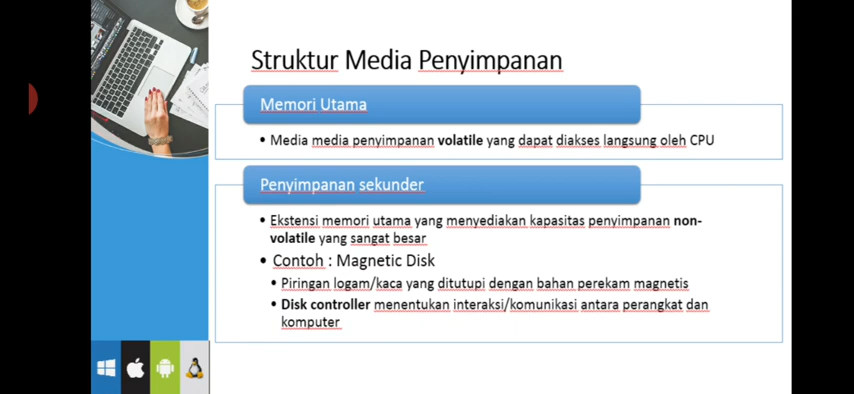 Struktur Media Penyimpanan
Memori Utama
• Media media penyimpanan volatile yang dapat diakses langsung oleh CPU
Penyimpanan sekunder
• Ekstensi memori utama yang menyediakan kapasitas penyimpanan non-
volatile yang sangat besar
• Contoh : Magnetic Disk
• Piringan logam/kaca yang ditutupi dengan bahan perekam magnetis
• Disk controller menentukan interaksi/komunikasi antara perangkat dan
komputer